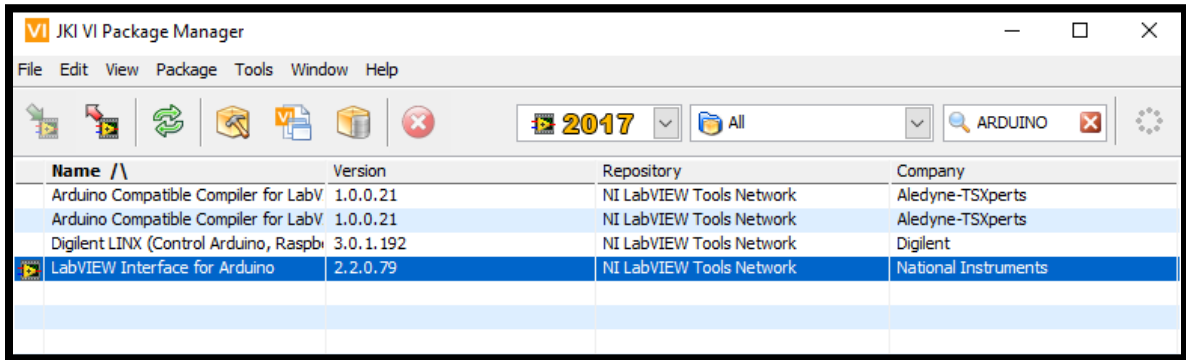 VI JKI VI Package Manager
File Edit View Package Tools Window Help
VI 2017 All ARDUINO
Name /\ Version Repository Company
Arduino Compatible Compiler for LabV 1.0.0.21 NI LabVIEW Tools Network Aledyne-TSXperts
Arduino Compatible Compiler for LabV 1.0.0.21 NI LabVIEW Tools Network Aledyne-TSXperts
Digilent LINX (Control Arduino, Raspb 3.0.1.192 NI LabVIEW Tools Network Digilent
LabVIEW Interface for Arduino 2.2.0.79 NI LabVIEW Tools Network National Instruments